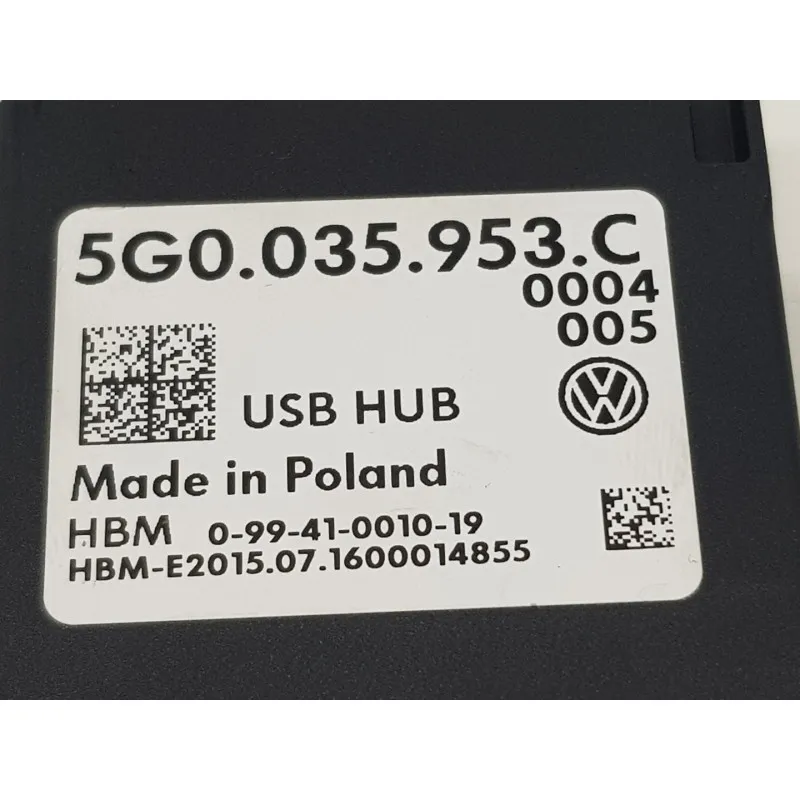 5G0.035.953.C
0004
005
USB HUB
Made in Poland
HBM 0-99-41-0010-19
HBM-E2015.07.1600014855